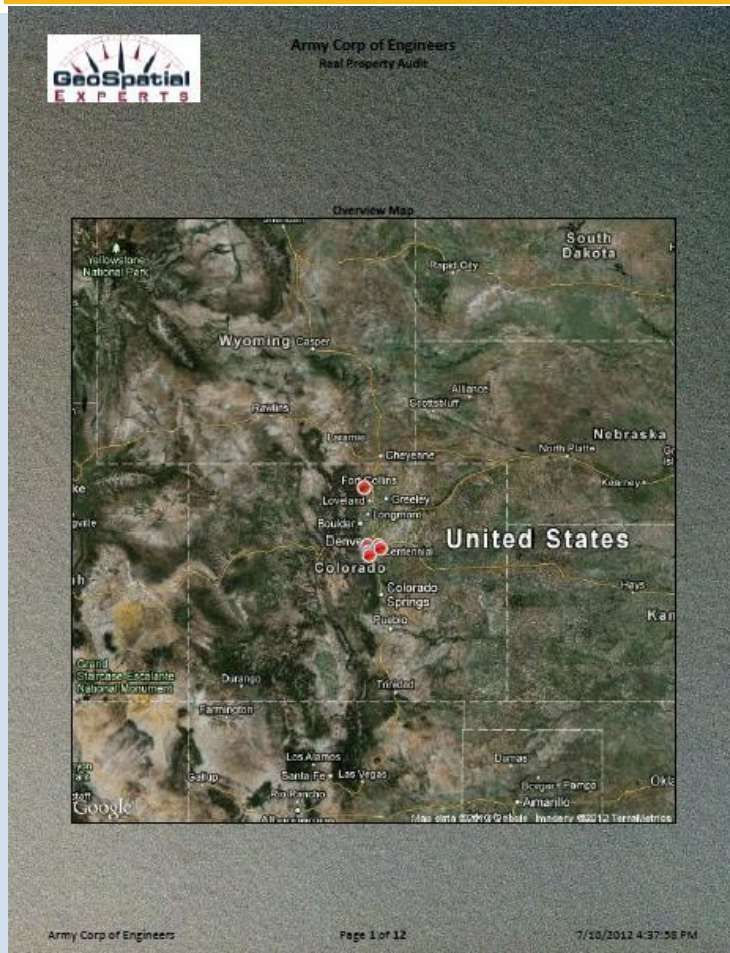 GeoSpatial
EXPERTS
Army Corp of Engineers
Real Property Audit
Overview Map
Yellowstone
National Park
South
Dakota
Rapid City
Wyoming Casper
Alliance
Scottsbluff
Rawlins
Laramie
Nebraska
Cheyenne
North Platte
Fort Collins
Kearney
Loveland
Greeley
Longmont
Boulder
United States
Centennial
Colorado
Hays
Colorado
Springs
Pueblo
Grand
Staircase-Escalante
National Monument
Durango
Trinidad
Farmington
Los Alamos
Dumas
Gallup
Santa Fe
Las Vegas
Borger
Pampa
Rio Rancho
Amarillo
Google
Army Corp of Engineers
Page 1 of 12
7/10/2012 4:37:58 PM